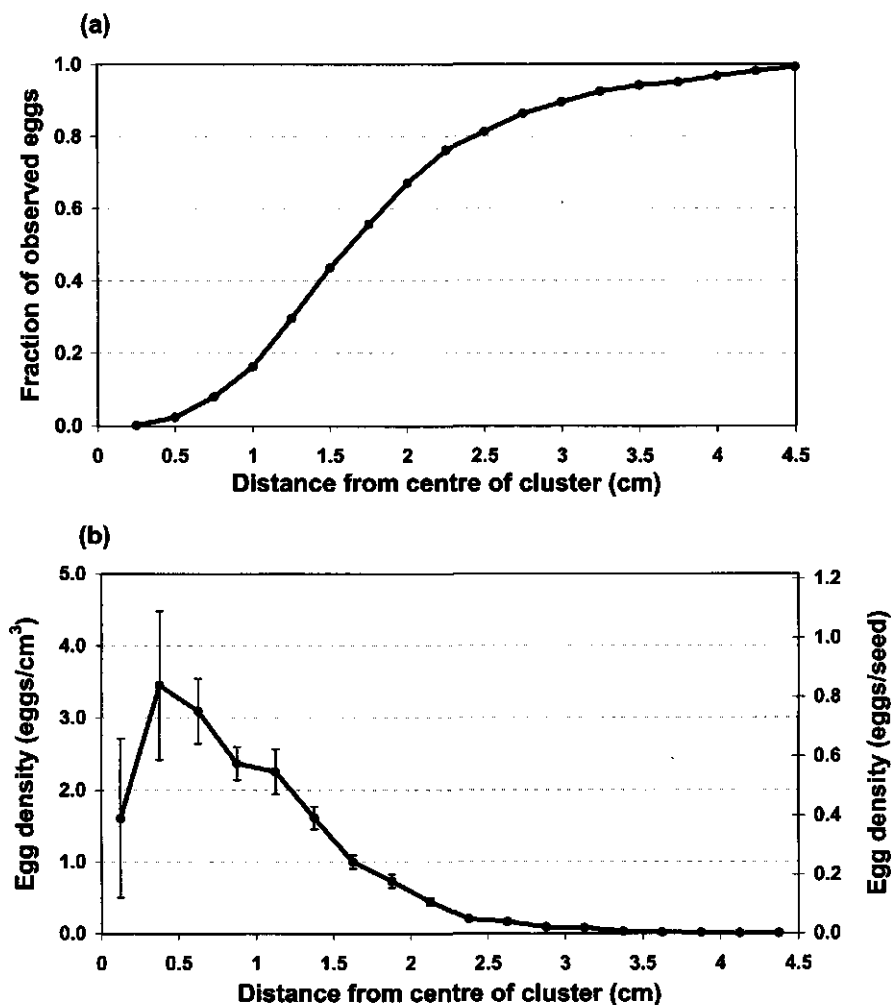 (a)
Fraction of observed eggs
1.0
0.8
0.6
0.4
0.2
0.0
0 0.5 1 1.5 2 2.5 3 3.5 4 4.5
Distance from centre of cluster (cm)
(b)
Egg density (eggs/cm³)
5.0
4.0
3.0
2.0
1.0
0.0
1.2
1.0
0.8
0.6
0.4
0.2
0.0
Egg density (eggs/seed)
0 0.5 1 1.5 2 2.5 3 3.5 4 4.5
Distance from centre of cluster (cm)